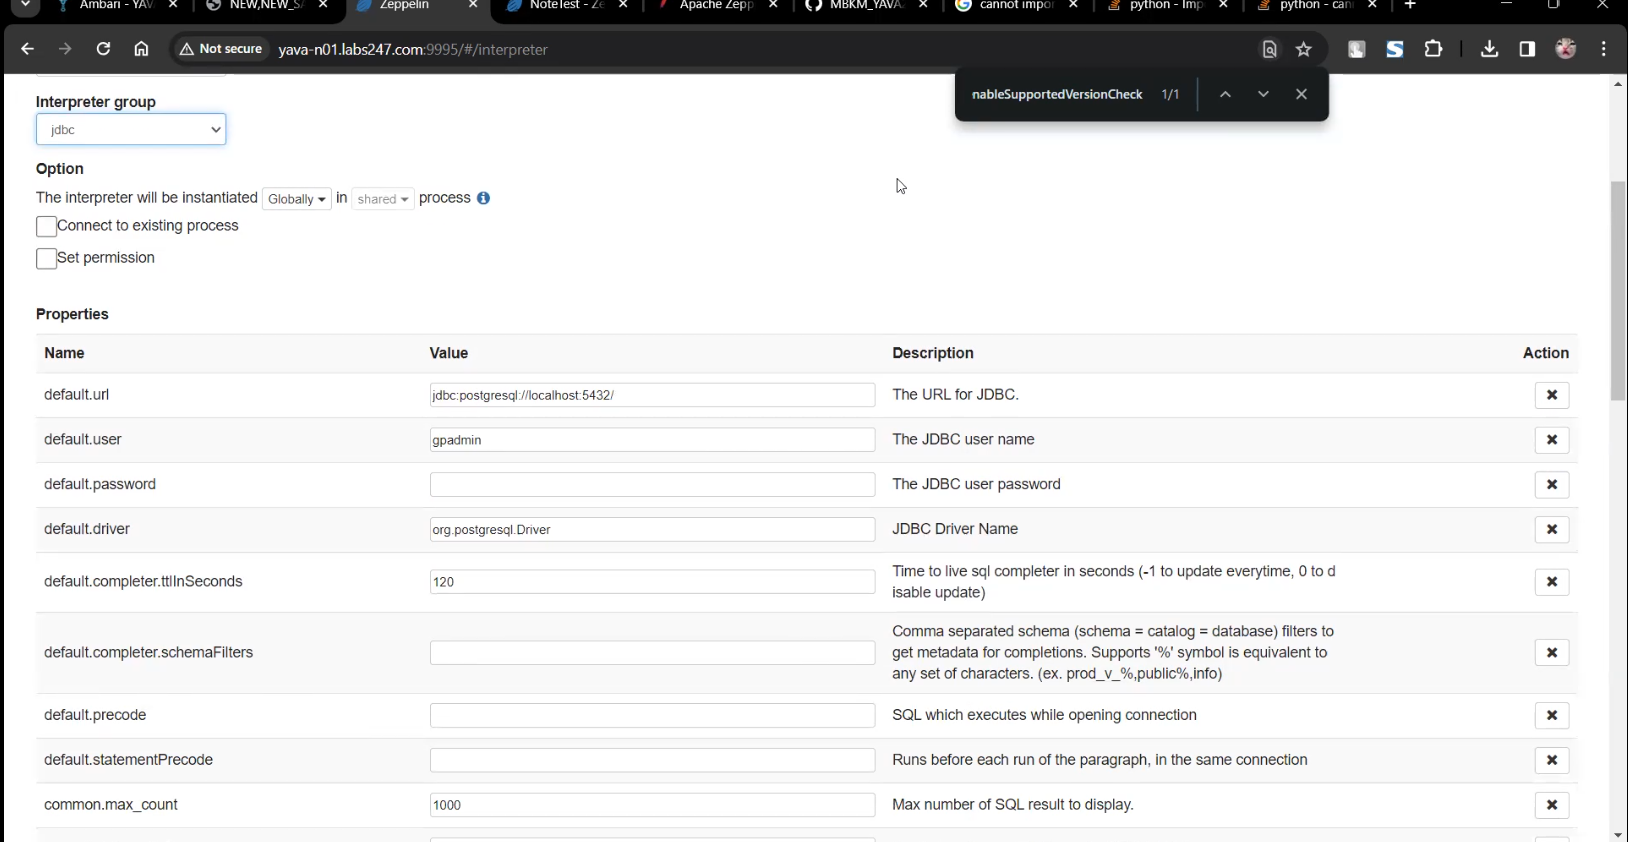 Ambari - YAV
NEW,NEW_S
Zeppelin
NoteTest - Ze
Apache Zepp
MBKM_YAVA
cannot impo
python - Imp
python - can
Not secure
yava-n01.labs247.com:9995/#/interpreter
nableSupportedVersionCheck 1/1
Interpreter group
jdbc
Option
The interpreter will be instantiated Globally in shared process
Connect to existing process
Set permission
Properties
Name Value Description Action
default.url jdbc:postgresql://localhost:5432/ The URL for JDBC.
default.user gpadmin The JDBC user name
default.password The JDBC user password
default.driver org.postgresql.Driver JDBC Driver Name
default.completer.ttlInSeconds 120 Time to live sql completer in seconds (-1 to update everytime, 0 to d
isable update)
default.completer.schemaFilters Comma separated schema (schema = catalog = database) filters to
get metadata for completions. Supports '%' symbol is equivalent to
any set of characters. (ex. prod_v_%,public%,info)
default.precode SQL which executes while opening connection
default.statementPrecode Runs before each run of the paragraph, in the same connection
common.max_count 1000 Max number of SQL result to display.